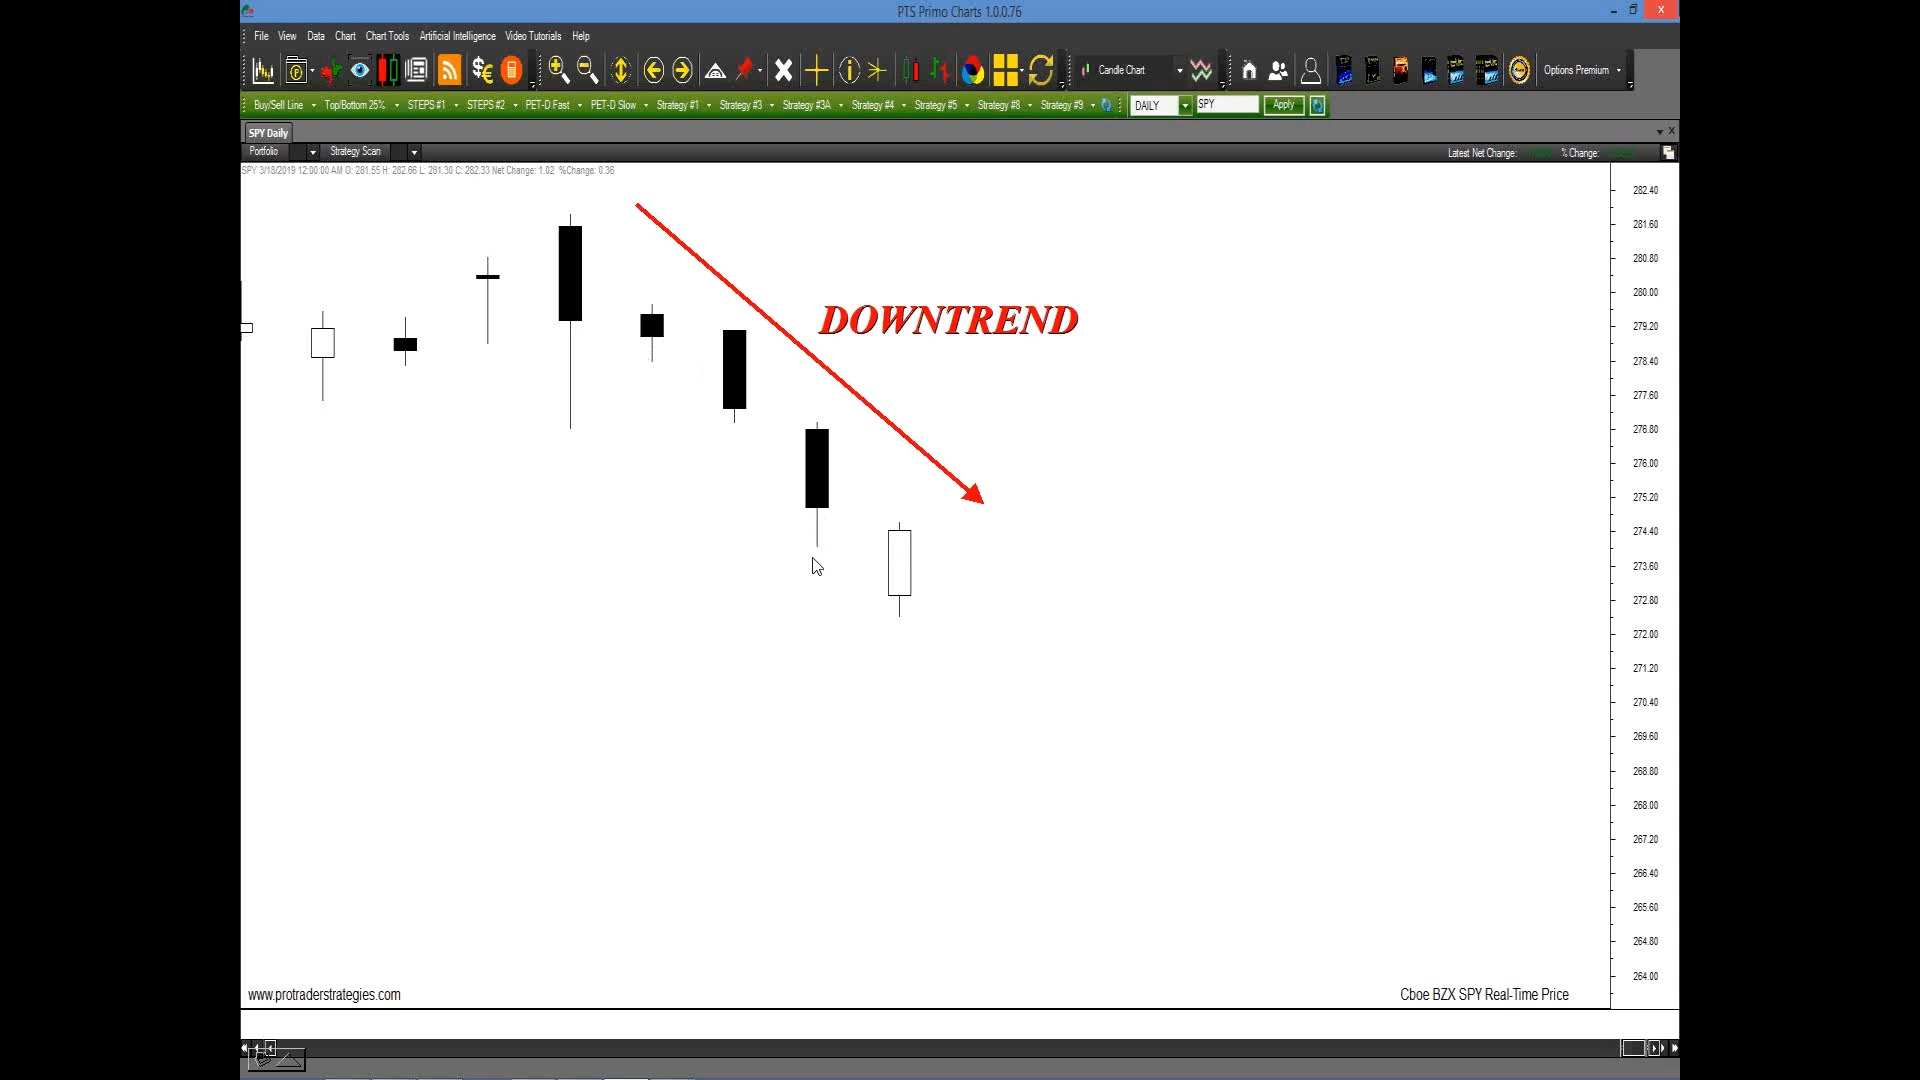 PTS Primo Charts 1.0.0.76
File View Data Chart Chart Tools Artificial Intelligence Video Tutorials Help
Candle Chart Options Premium
Buy/Sell Line Top/Bottom 25% STEPS #1 STEPS #2 PET-D Fast PET-D Slow Strategy #1 Strategy #3 Strategy #3A Strategy #4 Strategy #5 Strategy #8 Strategy #9 DAILY SPY Apply
SPY Daily
Portfolio Strategy Scan Latest Net Change: % Change:
SPY 3/18/2019 12:00:00 AM O: 281.55 H: 282.66 L: 281.30 C: 282.33 Net Change: 1.02 %Change: 0.36
282.40
281.60
280.80
280.00
DOWNTREND
279.20
278.40
277.60
276.80
276.00
275.20
274.40
273.60
272.80
272.00
271.20
270.40
269.60
268.80
268.00
267.20
266.40
265.60
264.80
264.00
www.protraderstrategies.com Cboe BZX SPY Real-Time Price